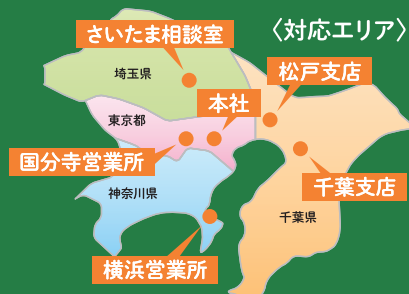 〈対応エリア〉
さいたま相談室
埼玉県
松戸支店
本社
東京都
国分寺営業所
千葉支店
神奈川県
千葉県
横浜営業所